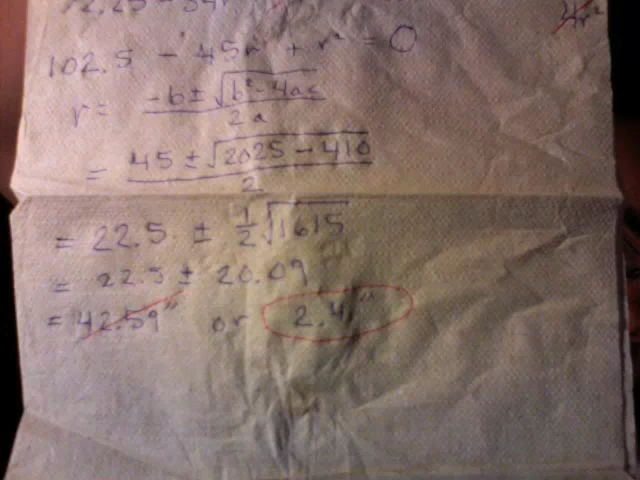 102.5 - 45r + r² = 0
r = -b ± √b² - 4ac / 2a
= 45 ± √2025 - 410 / 2
= 22.5 ± 1/2 √1615
= 22.5 ± 20.09
= 42.59" or 2.41"